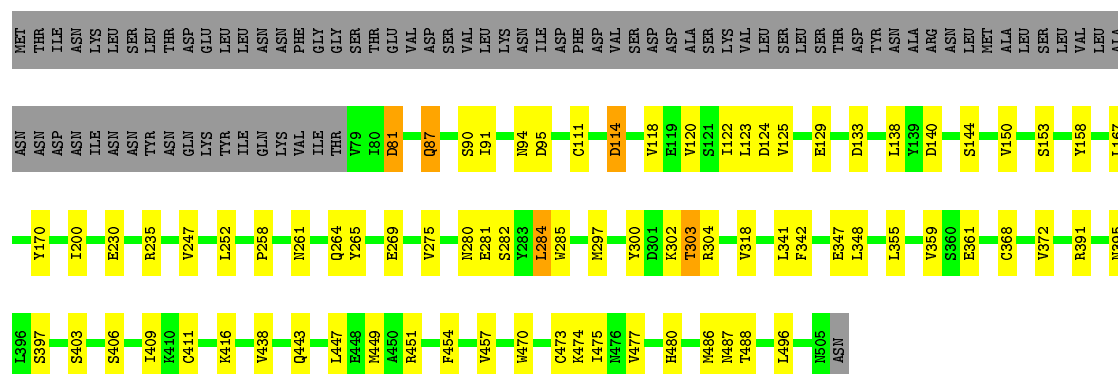 MET THR ILE ASN LYS LEU SER LEU THR ASP GLU LEU LEU ASN ASN PHE GLY GLY SER THR GLU VAL ASP SER VAL LEU LYS ASN ILE ASP PHE ASP VAL SER ASP ASP ALA SER LYS VAL LEU SER LEU SER THR ASP TYR ASN ALA ARG ASN LEU MET ALA LEU SER LEU VAL LEU ALA
ASN ASN ASP ASN ILE ASN ASN TYR ASN GLN LYS TYR ILE GLN LYS VAL ILE THR V79 I80 D81 Q87 S90 I91 N94 D95 C111 D114 V118 E119 V120 S121 I122 L123 D124 V125 E129 D133 L138 Y139 D140 S144 V150 S153 Y158 L167
Y170 I200 E230 R235 V247 L252 P258 N261 Q264 Y265 E269 V275 N280 E281 S282 Y283 L284 W285 M297 Y300 D301 K302 T303 R304 V318 L341 F342 E347 L348 L355 V359 S360 E361 C368 V372 R391 N395
L396 S397 S403 S406 I409 K410 C411 K416 V438 Q443 L447 E448 M449 A450 R451 F454 V457 W470 C473 K474 I475 N476 V477 H480 M486 N487 T488 L496 N505 ASN